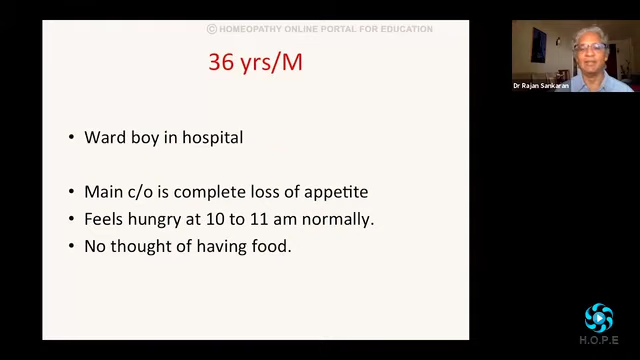 Ⓒ HOMEOPATHY ONLINE PORTAL FOR EDUCATION
36 yrs/M
• Ward boy in hospital
• Main c/o is complete loss of appetite
• Feels hungry at 10 to 11 am normally.
• No thought of having food.
Dr Rajan Sankaran
H.O.P.E